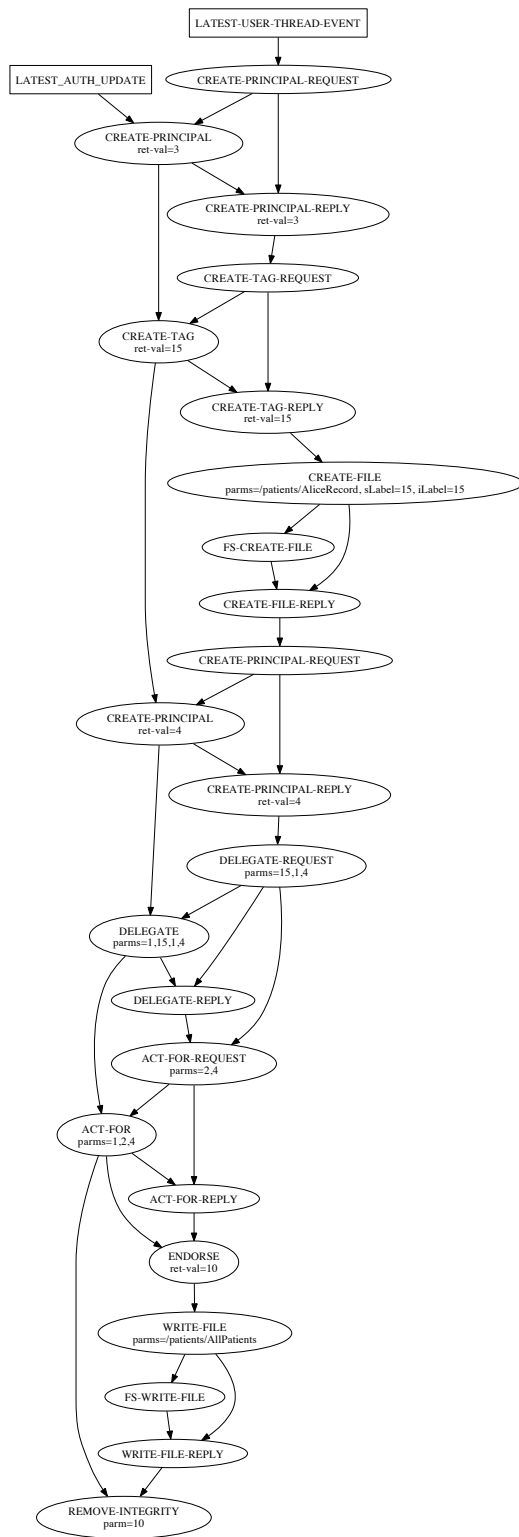 LATEST-USER-THREAD-EVENT
LATEST_AUTH_UPDATE
CREATE-PRINCIPAL-REQUEST
CREATE-PRINCIPAL
ret-val=3
CREATE-PRINCIPAL-REPLY
ret-val=3
CREATE-TAG-REQUEST
CREATE-TAG
ret-val=15
CREATE-TAG-REPLY
ret-val=15
CREATE-FILE
parms=/patients/AliceRecord, sLabel=15, iLabel=15
FS-CREATE-FILE
CREATE-FILE-REPLY
CREATE-PRINCIPAL-REQUEST
CREATE-PRINCIPAL
ret-val=4
CREATE-PRINCIPAL-REPLY
ret-val=4
DELEGATE-REQUEST
parms=15,1,4
DELEGATE
parms=1,15,1,4
DELEGATE-REPLY
ACT-FOR-REQUEST
parms=2,4
ACT-FOR
parms=1,2,4
ACT-FOR-REPLY
ENDORSE
ret-val=10
WRITE-FILE
parms=/patients/AllPatients
FS-WRITE-FILE
WRITE-FILE-REPLY
REMOVE-INTEGRITY
parm=10